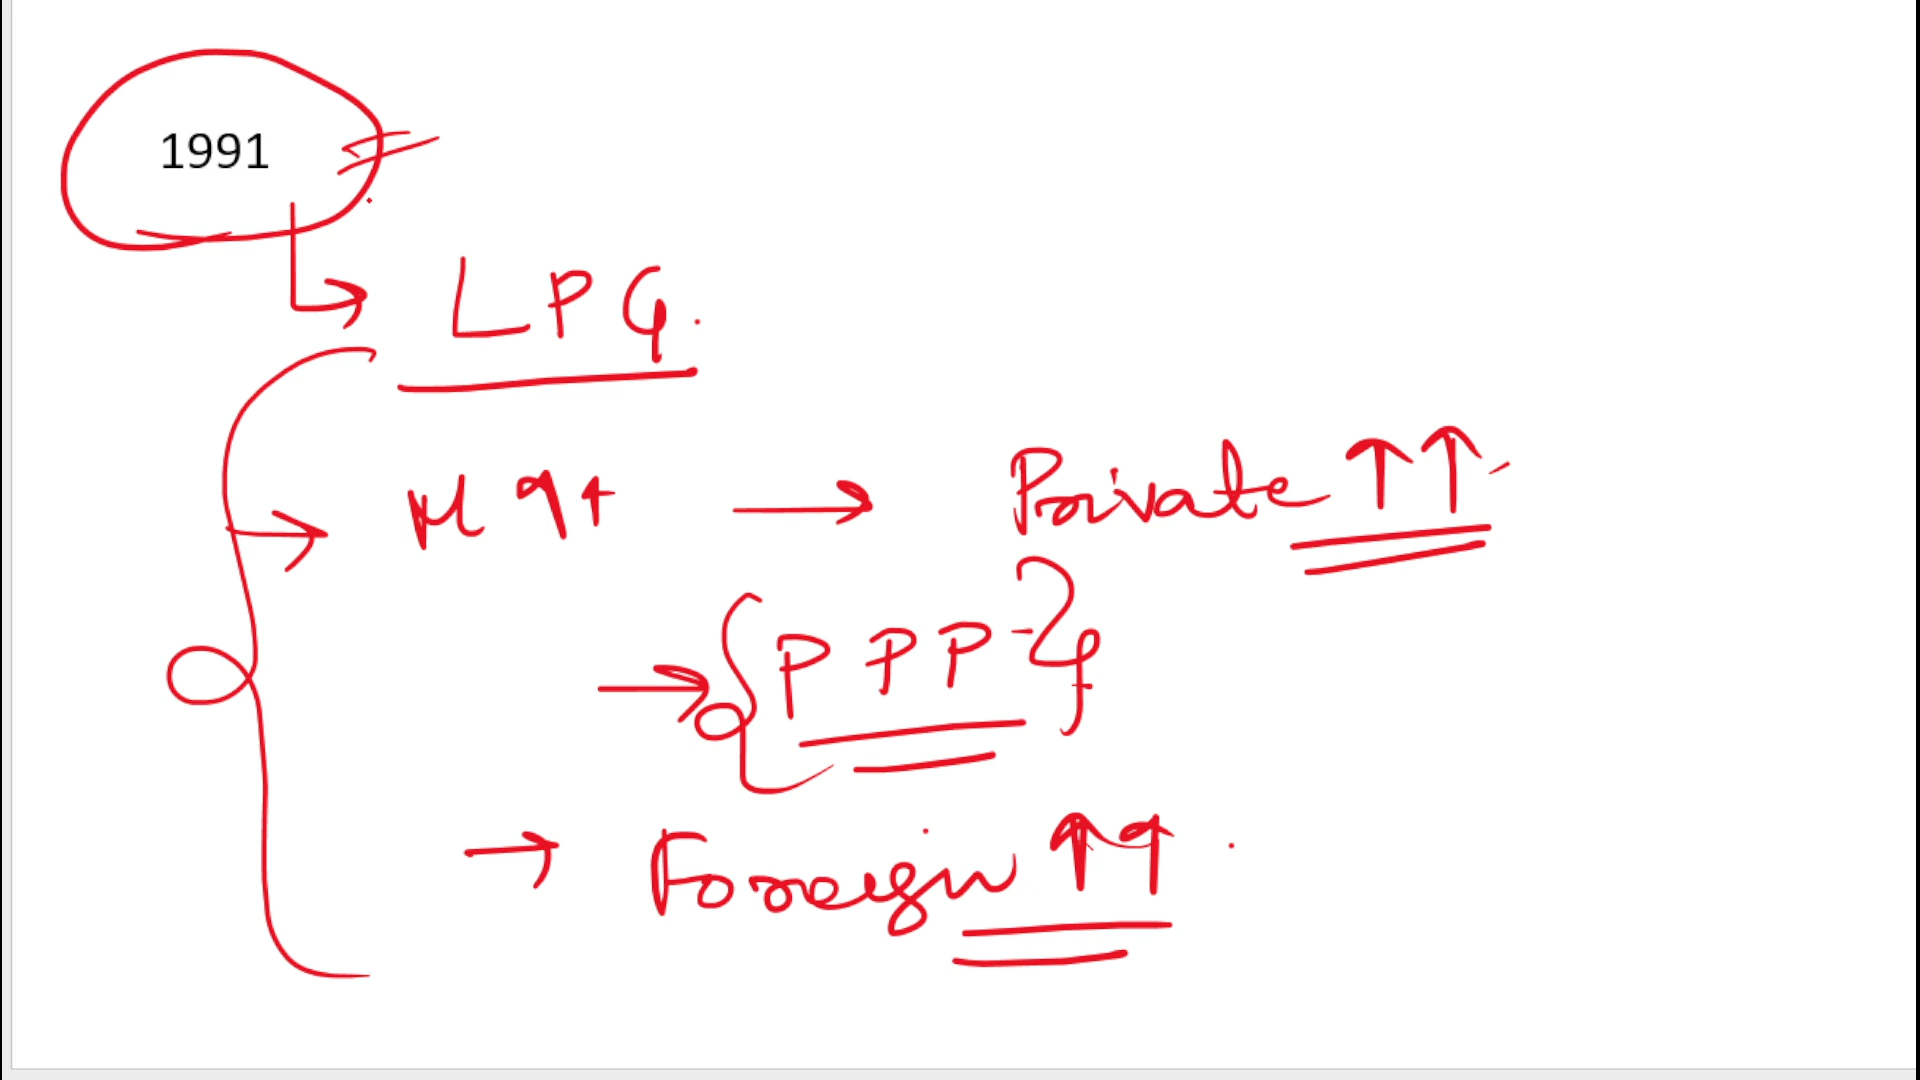 1991
LPG
→ Private ↑↑
→ {PPP}
→ Foreign ↑↑